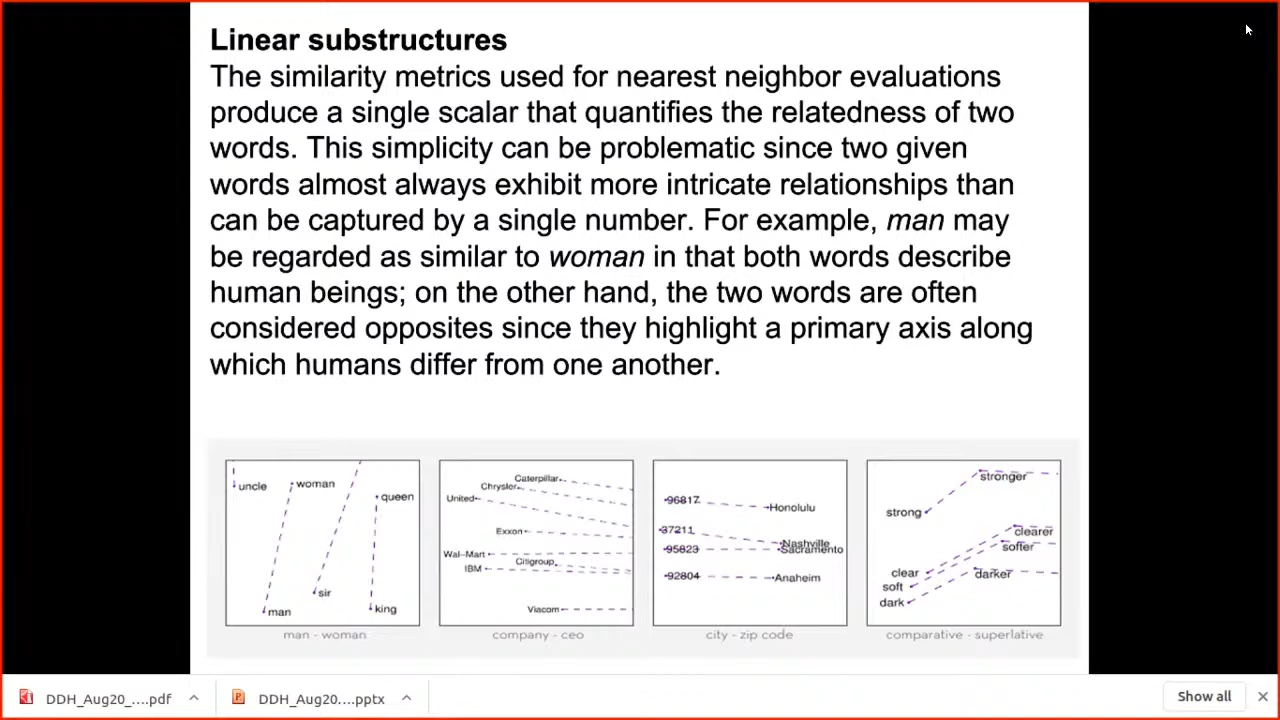 Linear substructures
The similarity metrics used for nearest neighbor evaluations
produce a single scalar that quantifies the relatedness of two
words. This simplicity can be problematic since two given
words almost always exhibit more intricate relationships than
can be captured by a single number. For example, man may
be regarded as similar to woman in that both words describe
human beings; on the other hand, the two words are often
considered opposites since they highlight a primary axis along
which humans differ from one another.
uncle
woman
queen
sir
man
king
man - woman
Caterpillar
Chrysler
United
Exxon
Wal-Mart
Citigroup
IBM
Viacom
company - ceo
96817
Honolulu
37211
Nashville
95823
Sacramento
92804
Anaheim
city - zip code
stronger
strong
clearer
softer
clear
darker
soft
dark
comparative - superlative
DDH_Aug20_....pdf
DDH_Aug20....pptx
Show all